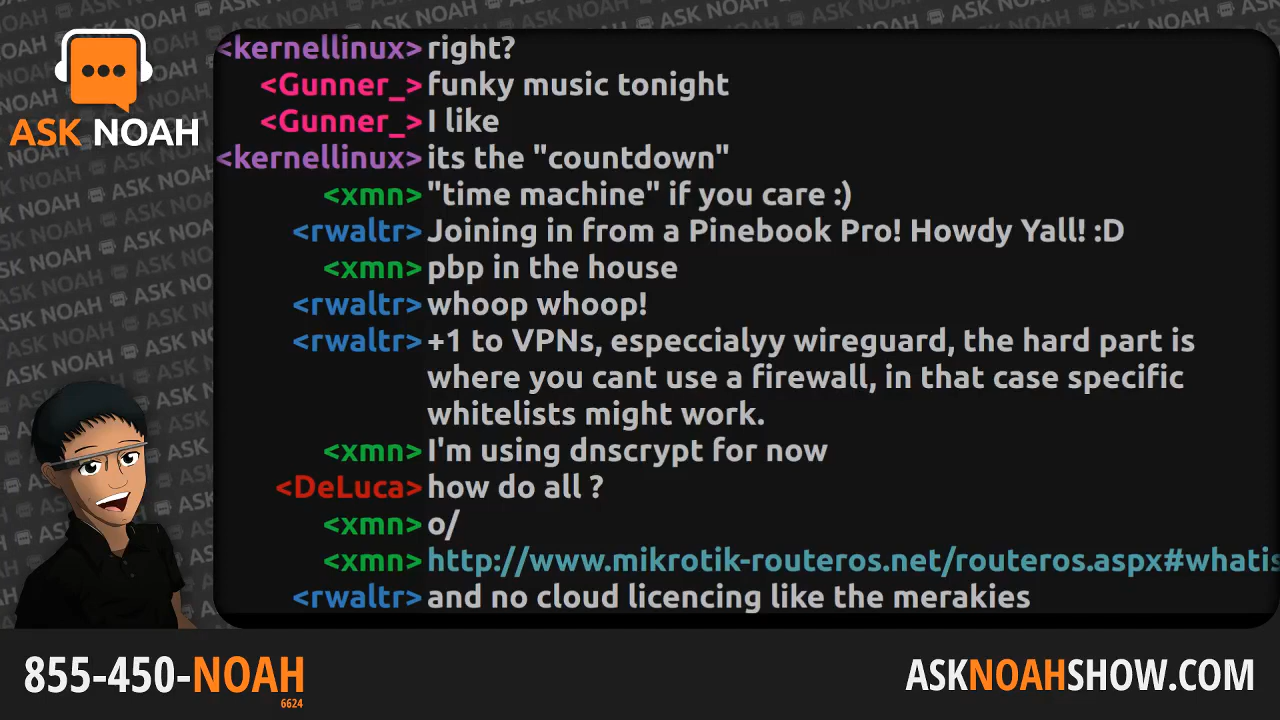 ASK NOAH
<kernellinux> right?
<Gunner_> funky music tonight
<Gunner_> I like
<kernellinux> its the "countdown"
<xmn> "time machine" if you care :)
<rwaltr> Joining in from a Pinebook Pro! Howdy Yall! :D
<xmn> pbp in the house
<rwaltr> whoop whoop!
<rwaltr> +1 to VPNs, especcialyy wireguard, the hard part is
where you cant use a firewall, in that case specific
whitelists might work.
<xmn> I'm using dnscrypt for now
<DeLuca> how do all ?
<xmn> o/
<xmn> http://www.mikrotik-routeros.net/routeros.aspx#whatis
<rwaltr> and no cloud licencing like the merakies
855-450-NOAH
6624
ASKNOAHSHOW.COM